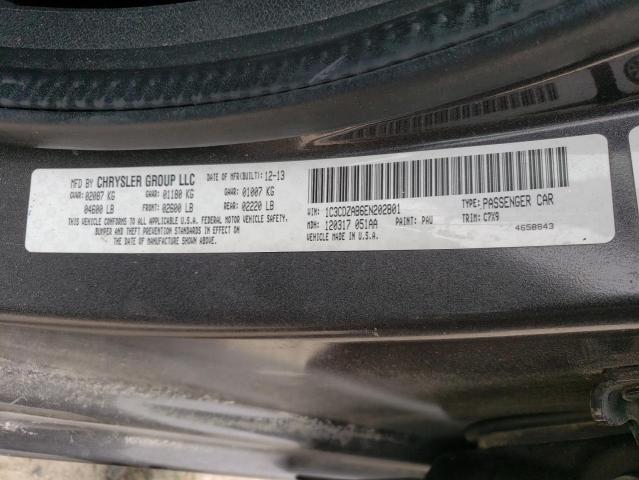 MFD BY CHRYSLER GROUP LLC
DATE OF MFR(BUILT): 12-13
GVWR: 02087 KG
04600 LB
GAWR: 01180 KG
FRONT: 02600 LB
GAWR: 01007 KG
REAR: 02220 LB
THIS VEHICLE CONFORMS TO ALL APPLICABLE U.S.A. FEDERAL MOTOR VEHICLE SAFETY,
BUMPER AND THEFT PREVENTION STANDARDS IN EFFECT ON
THE DATE OF MANUFACTURE SHOWN ABOVE.
VIN: 1C3CDZAB6EN202801
TYPE: PASSENGER CAR
MDH: 120317 051AA
PAINT: PAU
TRIM: C7X9
VEHICLE MADE IN U.S.A.
4658843